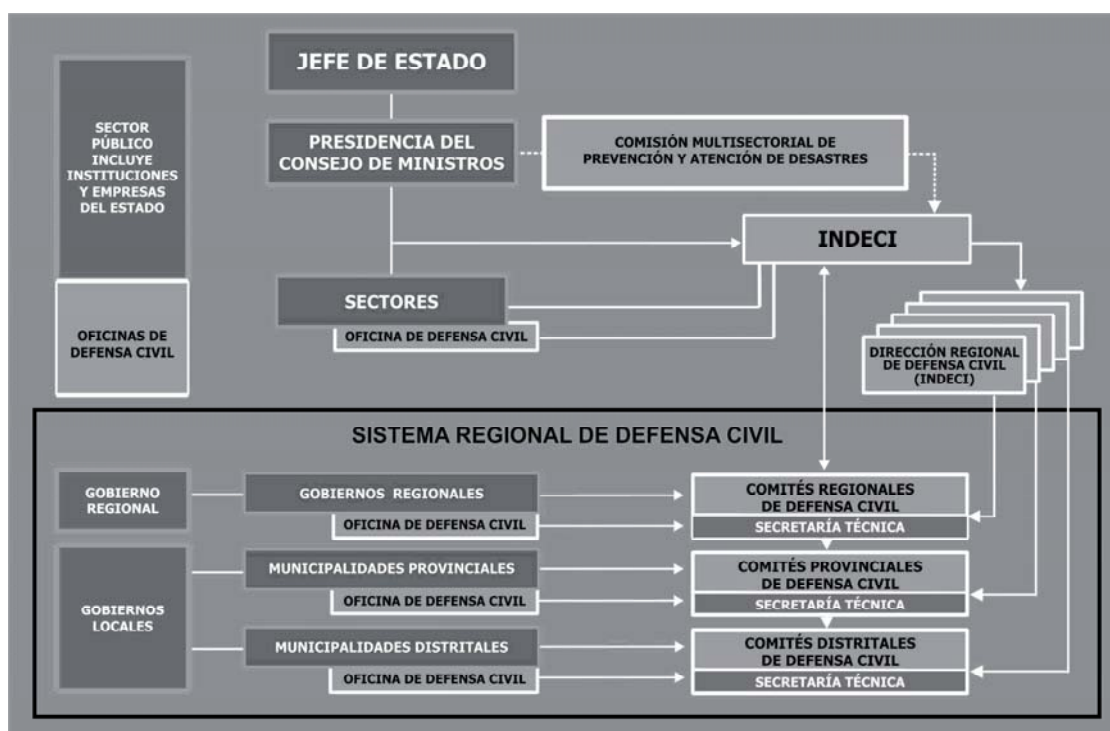 JEFE DE ESTADO
SECTOR
PÚBLICO
INCLUYE
INSTITUCIONES
Y EMPRESAS
DEL ESTADO
PRESIDENCIA DEL
CONSEJO DE MINISTROS
COMISIÓN MULTISECTORIAL DE
PREVENCIÓN Y ATENCIÓN DE DESASTRES
INDECI
SECTORES
OFICINA DE DEFENSA CIVIL
OFICINAS DE
DEFENSA CIVIL
DIRECCIÓN REGIONAL
DE DEFENSA CIVIL
(INDECI)
SISTEMA REGIONAL DE DEFENSA CIVIL
GOBIERNO
REGIONAL
GOBIERNOS REGIONALES
OFICINA DE DEFENSA CIVIL
COMITÉS REGIONALES
DE DEFENSA CIVIL
SECRETARÍA TÉCNICA
GOBIERNOS
LOCALES
MUNICIPALIDADES PROVINCIALES
OFICINA DE DEFENSA CIVIL
COMITÉS PROVINCIALES
DE DEFENSA CIVIL
SECRETARÍA TÉCNICA
MUNICIPALIDADES DISTRITALES
OFICINA DE DEFENSA CIVIL
COMITÉS DISTRITALES
DE DEFENSA CIVIL
SECRETARÍA TÉCNICA